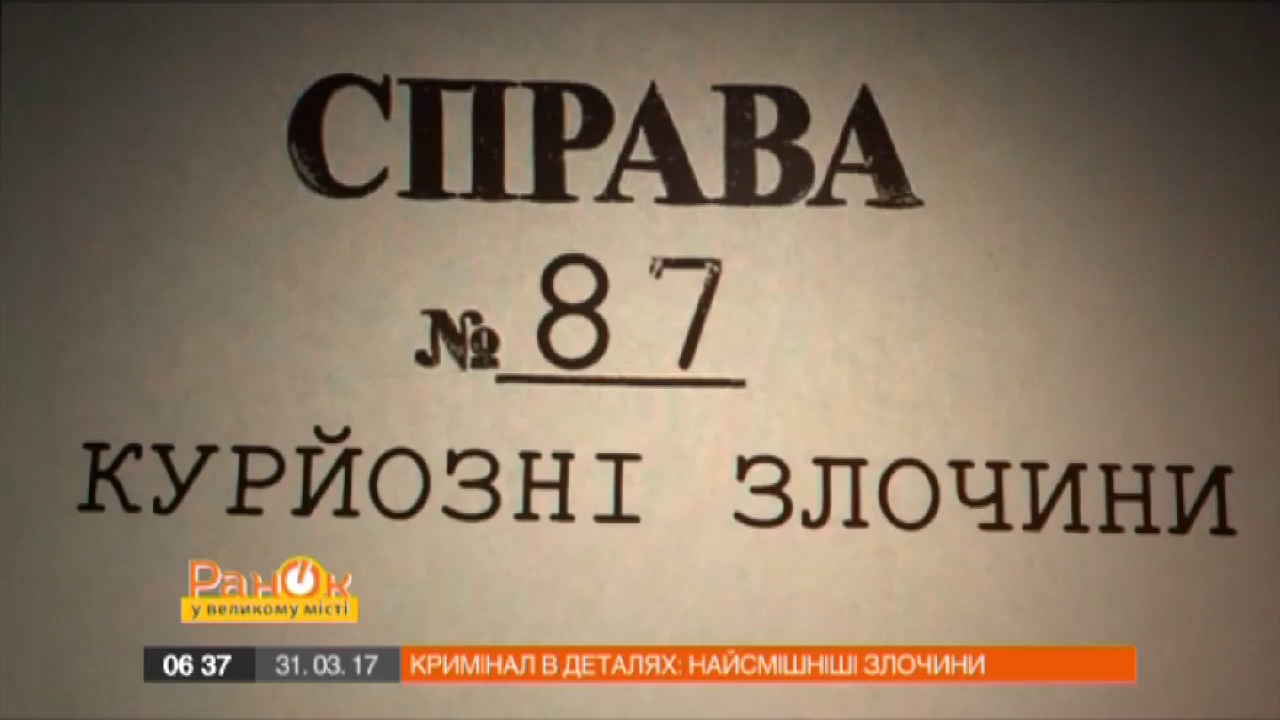 СПРАВА
№ 87
КУРЙОЗНІ ЗЛОЧИНИ
РанОк
у великому місті
06 37 31. 03. 17 КРИМІНАЛ В ДЕТАЛЯХ: НАЙСМІШНІШІ ЗЛОЧИНИ